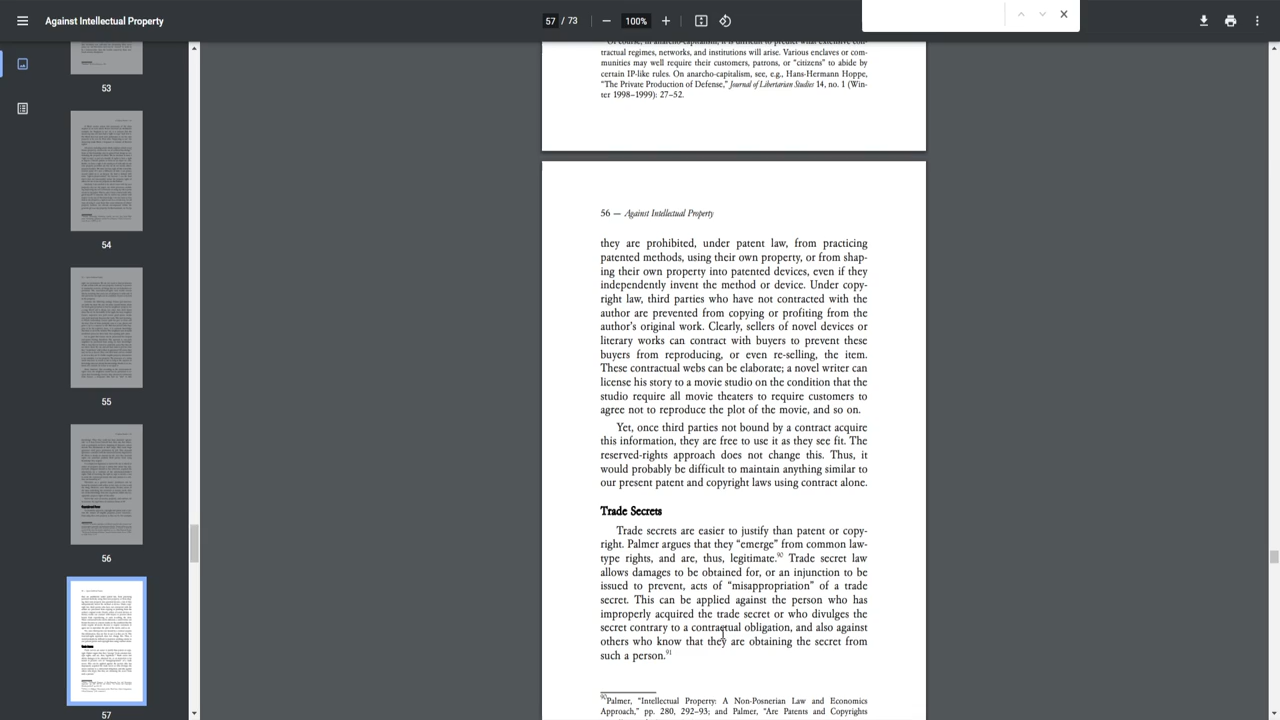 Against Intellectual Property
57 / 73
100%
53
54
55
56
57
tractual regimes, networks, and institutions will arise. Various enclaves or com-
munities may well require their customers, patrons, or “citizens” to abide by
certain IP-like rules. On anarcho-capitalism, see, e.g., Hans-Hermann Hoppe,
“The Private Production of Defense,” Journal of Libertarian Studies 14, no. 1 (Win-
ter 1998–1999): 27–52.
56 — Against Intellectual Property
they are prohibited, under patent law, from practicing
patented methods, using their own property, or from shap-
ing their own property into patented devices, even if they
independently invent the method or device. Under copy-
right law, third parties who have not contracted with the
author are prevented from copying or profiting from the
author’s original work. Clearly, sellers of novel devices or
literary works can contract with buyers to prevent these
buyers from reproducing, or even re-selling, the item.
These contractual webs can be elaborate; a novel writer can
license his story to a movie studio on the condition that the
studio require all movie theaters to require customers to
agree not to reproduce the plot of the movie, and so on.
Yet, once third parties not bound by a contract acquire
this information, they are free to use it as they see fit. The
reserved-rights approach does not change this. Thus, it
would probably be difficult to maintain anything similar to
our present patent and copyright laws using contract alone.
Trade Secrets
Trade secrets are easier to justify than patent or copy-
right. Palmer argues that they “emerge” from common law-
type rights, and are, thus, legitimate.90 Trade secret law
allows damages to be obtained for, or an injunction to be
issued to prevent, acts of “misappropriation” of a trade
secret. This can be applied against the person who has
improperly acquired the trade secret or who divulges the
secret contrary to a contractual obligation, and also against
others who know that they are obtaining the secret from
such a person.91
90Palmer, “Intellectual Property: A Non-Posnerian Law and Economics
Approach,” pp. 280, 292–93; and Palmer, “Are Patents and Copyrights